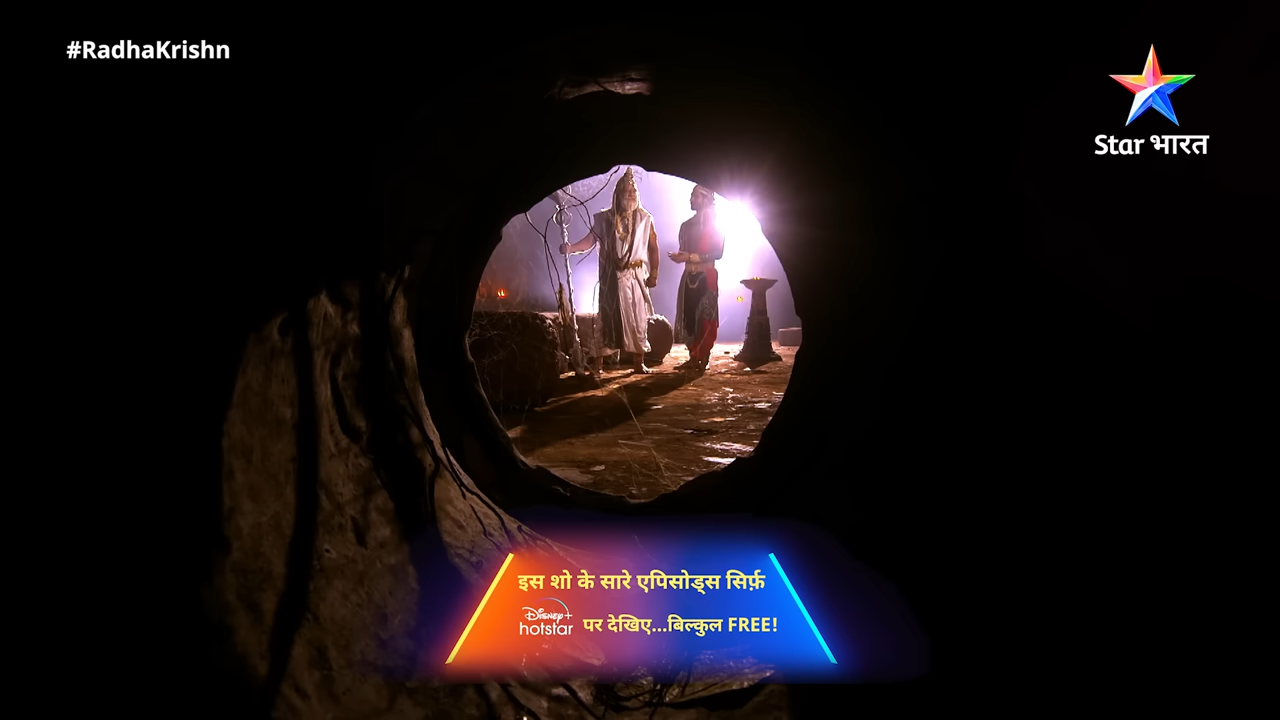 #RadhaKrishn
Star भारत
इस शो के सारे एपिसोड्स सिर्फ़
Disney+ hotstar पर देखिए...बिल्कुल FREE!